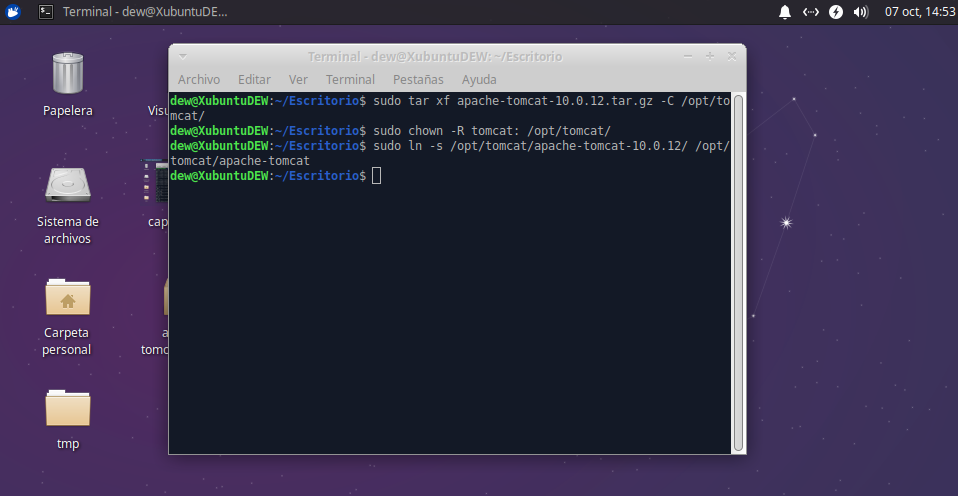 Terminal - dew@XubuntuDE...
07 oct, 14:53
Terminal - dew@XubuntuDEW: ~/Escritorio
Archivo Editar Ver Terminal Pestañas Ayuda
dew@XubuntuDEW:~/Escritorio$ sudo tar xf apache-tomcat-10.0.12.tar.gz -C /opt/to
mcat/
dew@XubuntuDEW:~/Escritorio$ sudo chown -R tomcat: /opt/tomcat/
dew@XubuntuDEW:~/Escritorio$ sudo ln -s /opt/tomcat/apache-tomcat-10.0.12/ /opt/
tomcat/apache-tomcat
dew@XubuntuDEW:~/Escritorio$
Papelera
Sistema de
archivos
Carpeta
personal
tmp
Visu
cap
a
tomc